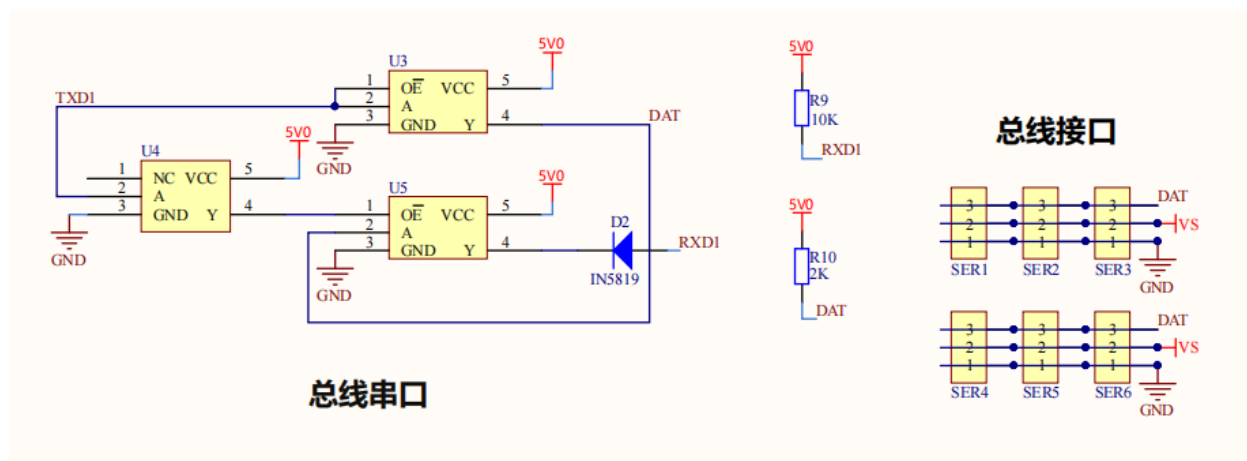 TXD1
U3
5V0
1 OE VCC 5
2 A
3 GND Y 4
DAT
GND
U4
5V0
1 NC VCC 5
2 A
3 GND Y 4
GND
U5
5V0
1 OE VCC 5
2 A
3 GND Y 4
GND
D2
IN5819
RXD1
总线串口
5V0
R9
10K
RXD1
5V0
R10
2K
DAT
总线接口
3 3 3 DAT
2 2 2 VS
1 1 1
SER1 SER2 SER3
GND
3 3 3 DAT
2 2 2 VS
1 1 1
SER4 SER5 SER6
GND